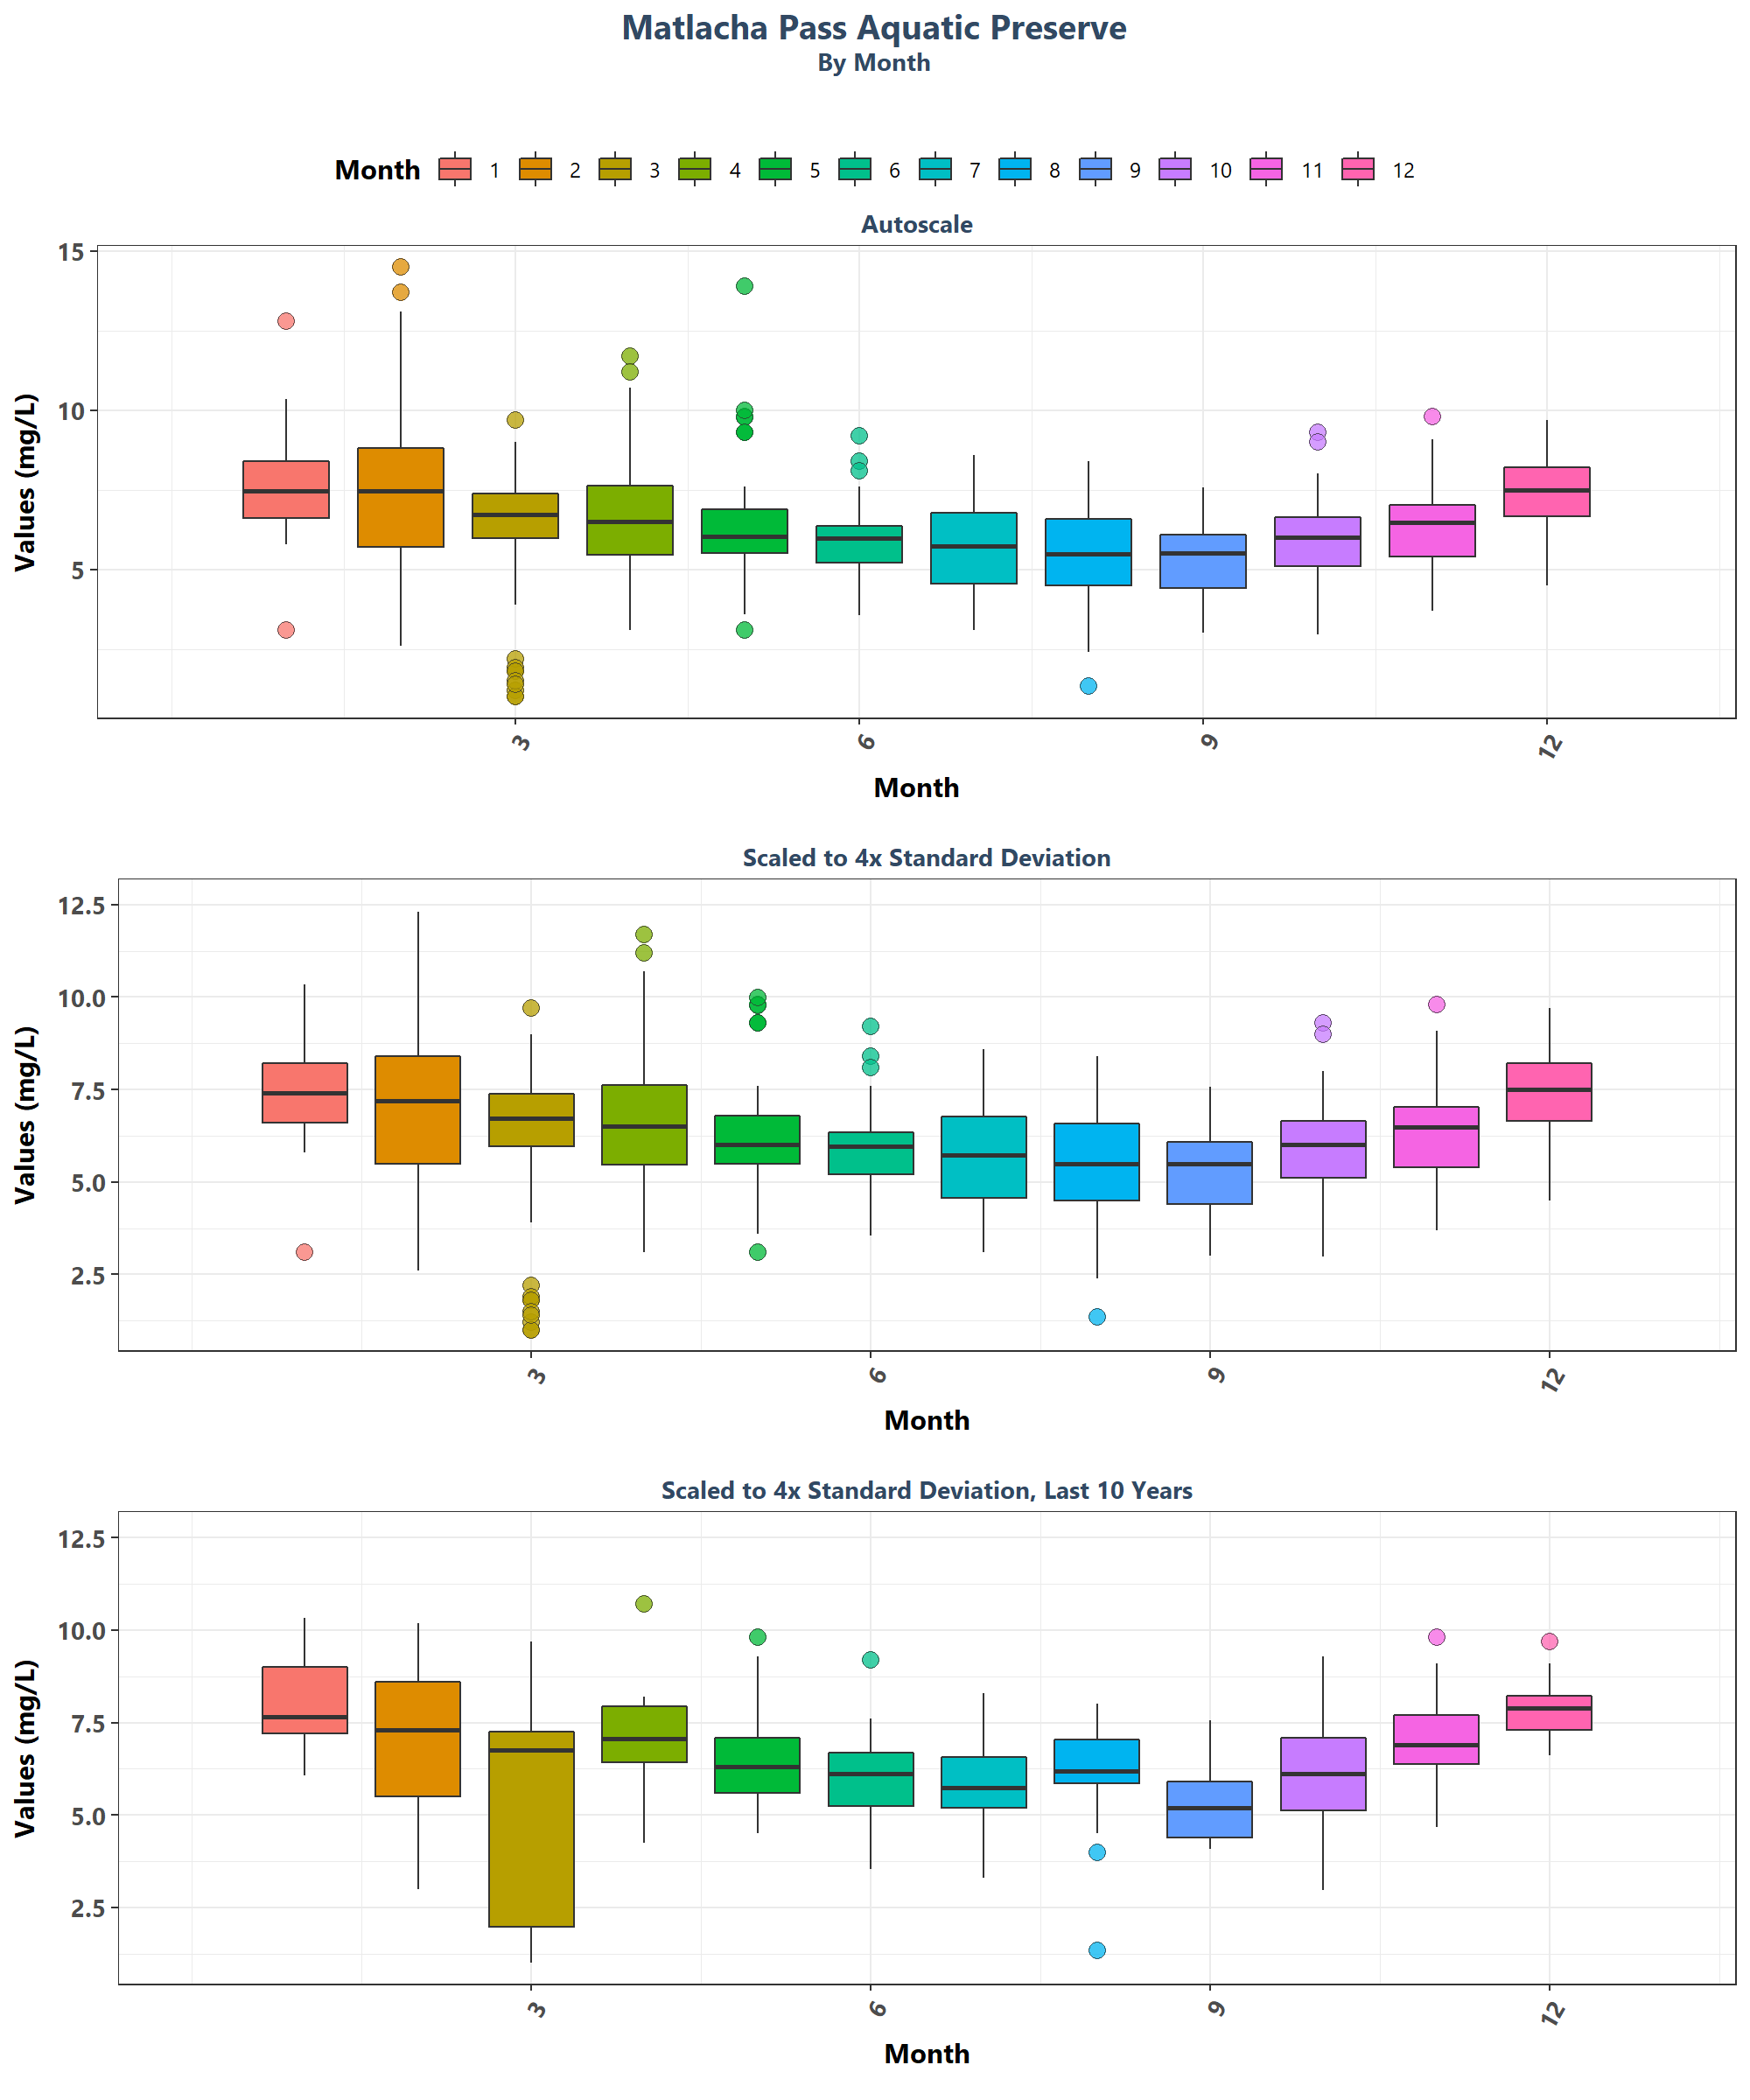 Matlacha Pass Aquatic Preserve
By Month
Month 1 2 3 4 5 6 7 8 9 10 11 12
Autoscale
Values (mg/L)
15
10
5
3 6 9 12
Month
Scaled to 4x Standard Deviation
Values (mg/L)
12.5
10.0
7.5
5.0
2.5
3 6 9 12
Month
Scaled to 4x Standard Deviation, Last 10 Years
Values (mg/L)
12.5
10.0
7.5
5.0
2.5
3 6 9 12
Month